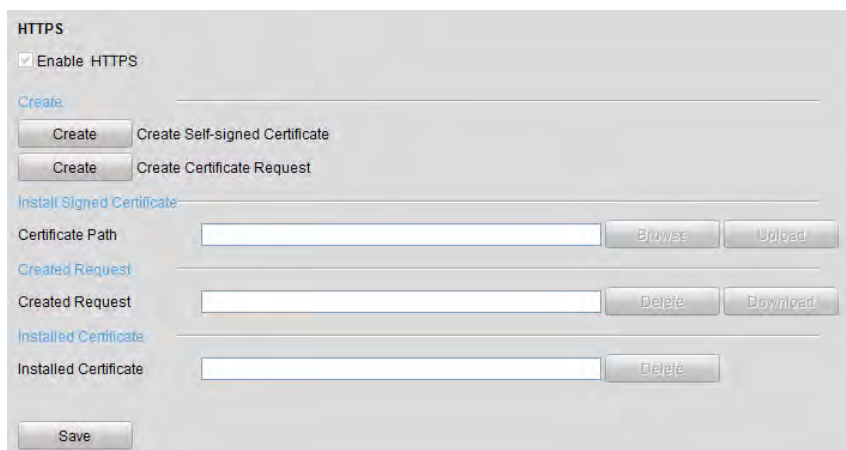 HTTPS
Enable HTTPS
Create
Create Create Self-signed Certificate
Create Create Certificate Request
Install Signed Certificate
Certificate Path Browse Upload
Created Request
Created Request Delete Download
Installed Certificate
Installed Certificate Delete
Save